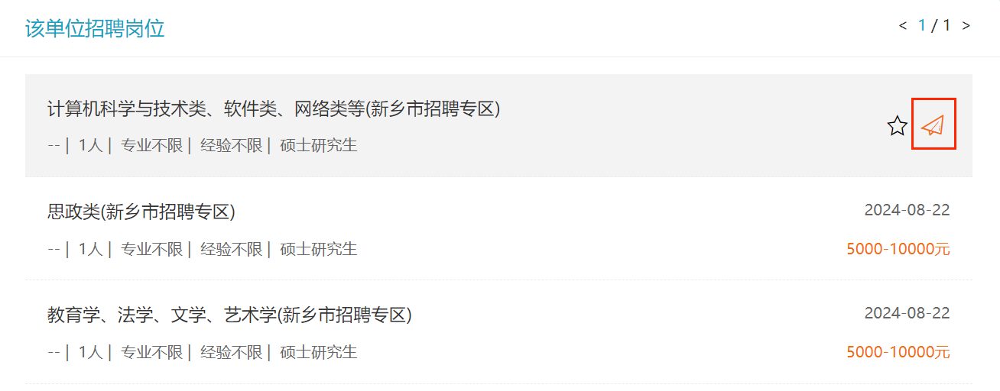 该单位招聘岗位
< 1 / 1 >
计算机科学与技术类、软件类、网络类等(新乡市招聘专区)
-- | 1人 | 专业不限 | 经验不限 | 硕士研究生
思政类(新乡市招聘专区)
2024-08-22
-- | 1人 | 专业不限 | 经验不限 | 硕士研究生
5000-10000元
教育学、法学、文学、艺术学(新乡市招聘专区)
2024-08-22
-- | 1人 | 专业不限 | 经验不限 | 硕士研究生
5000-10000元